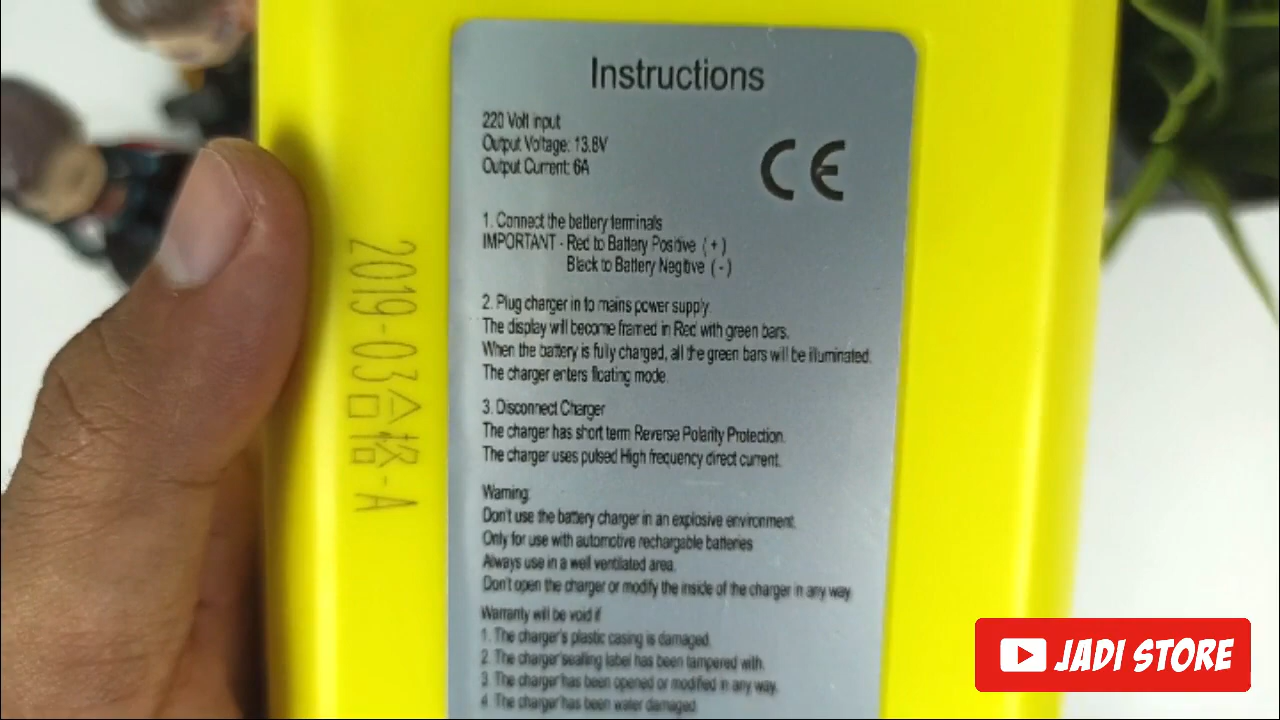 Instructions
220 Volt input
Output Voltage: 13.8V
Output Current: 6A
CE
1. Connect the battery terminals
IMPORTANT - Red to Battery Positive ( + )
Black to Battery Negitive ( - )
2. Plug charger in to mains power supply.
The display will become framed in Red with green bars.
When the battery is fully charged, all the green bars will be illuminated.
The charger enters floating mode.
3. Disconnect Charger
The charger has short term Reverse Polarity Protection.
The charger uses pulsed High frequency direct current.
Warning:
Don't use the battery charger in an explosive environment.
Only for use with automotive rechargable batteries
Always use in a well ventilated area.
Don't open the charger or modify the inside of the charger in any way.
Warranty will be void if
1. The charger's plastic casing is damaged.
2. The charger sealing label has been tampered with.
3. The charger has been opened or modified in any way.
4. The charger has been water damaged
2019-03合格-A
JADI STORE